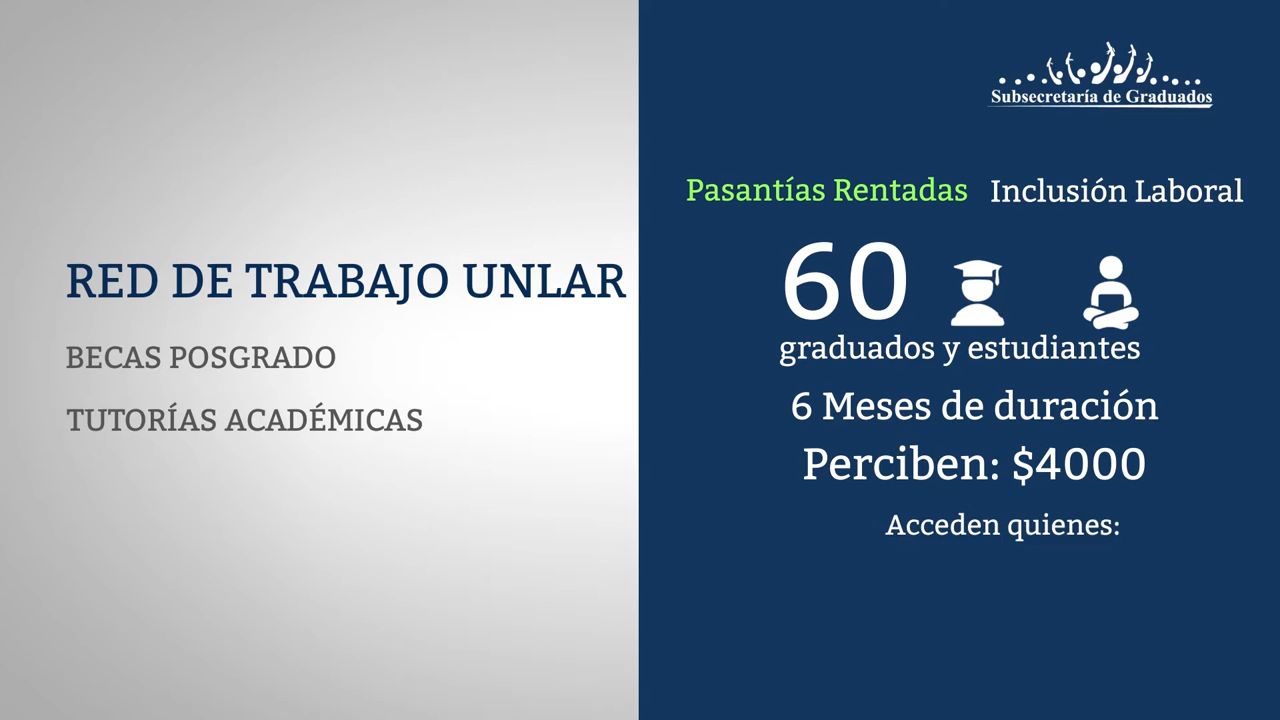 RED DE TRABAJO UNLAR
BECAS POSGRADO
TUTORÍAS ACADÉMICAS
Subsecretaría de Graduados
Pasantías Rentadas Inclusión Laboral
60
graduados y estudiantes
6 Meses de duración
Perciben: $4000
Acceden quienes: